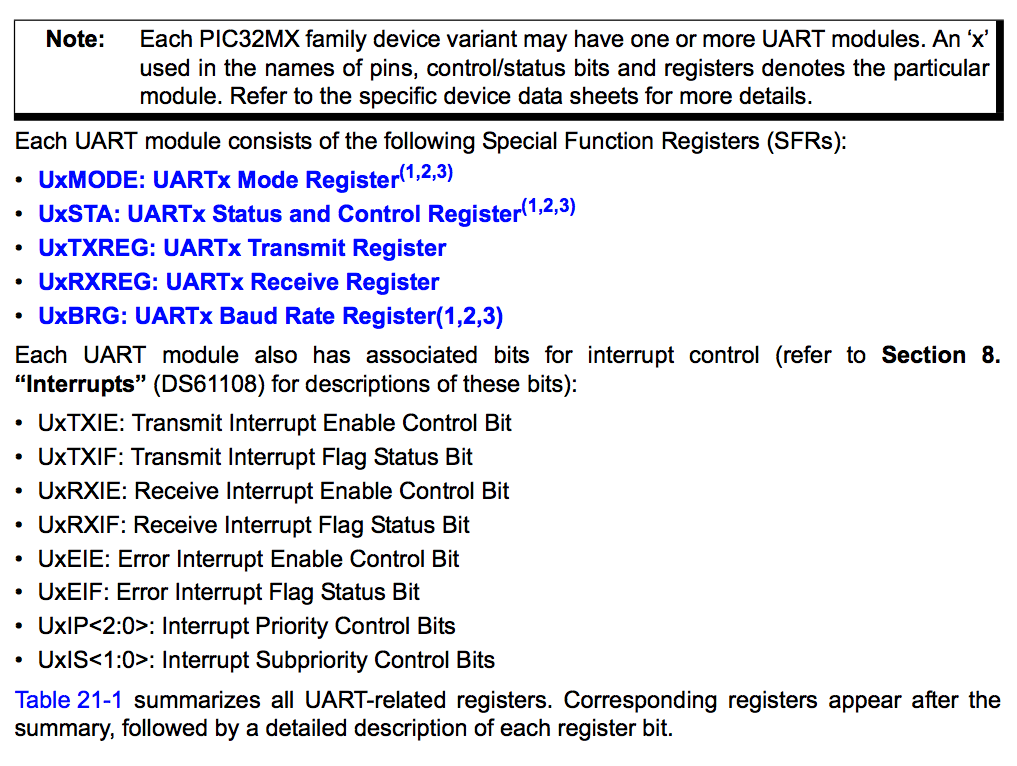 Note: Each PIC32MX family device variant may have one or more UART modules. An ‘x’
used in the names of pins, control/status bits and registers denotes the particular
module. Refer to the specific device data sheets for more details.
Each UART module consists of the following Special Function Registers (SFRs):
• UxMODE: UARTx Mode Register(1,2,3)
• UxSTA: UARTx Status and Control Register(1,2,3)
• UxTXREG: UARTx Transmit Register
• UxRXREG: UARTx Receive Register
• UxBRG: UARTx Baud Rate Register(1,2,3)
Each UART module also has associated bits for interrupt control (refer to Section 8.
“Interrupts” (DS61108) for descriptions of these bits):
• UxTXIE: Transmit Interrupt Enable Control Bit
• UxTXIF: Transmit Interrupt Flag Status Bit
• UxRXIE: Receive Interrupt Enable Control Bit
• UxRXIF: Receive Interrupt Flag Status Bit
• UxEIE: Error Interrupt Enable Control Bit
• UxEIF: Error Interrupt Flag Status Bit
• UxIP<2:0>: Interrupt Priority Control Bits
• UxIS<1:0>: Interrupt Subpriority Control Bits
Table 21-1 summarizes all UART-related registers. Corresponding registers appear after the
summary, followed by a detailed description of each register bit.